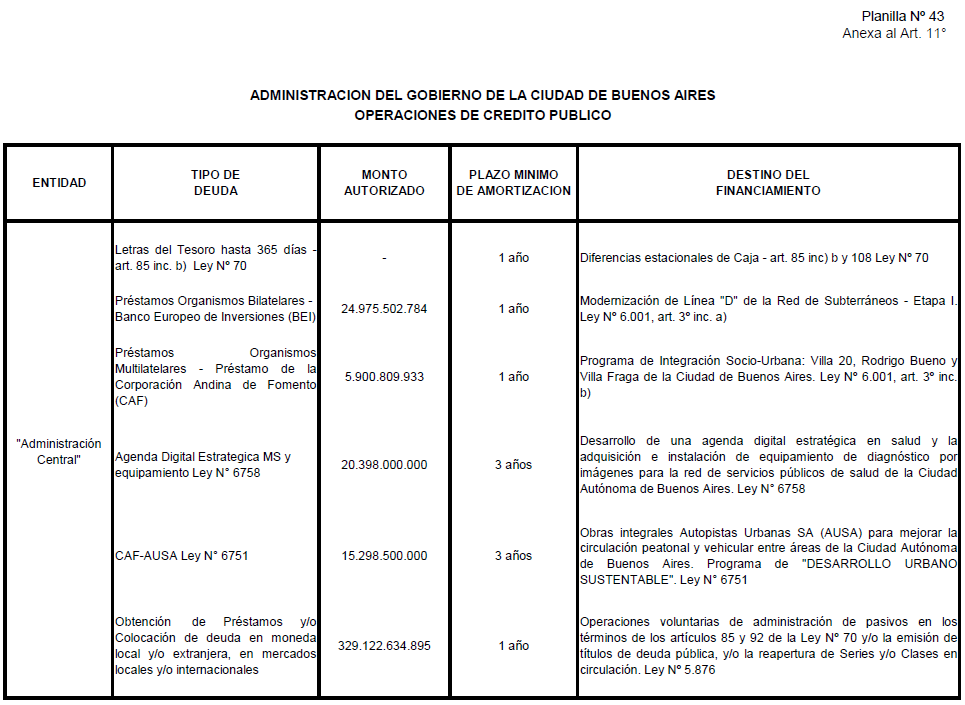 Planilla Nº 43
Anexa al Art. 11°
ADMINISTRACION DEL GOBIERNO DE LA CIUDAD DE BUENOS AIRES
OPERACIONES DE CREDITO PUBLICO
ENTIDAD
TIPO DE
DEUDA
MONTO
AUTORIZADO
PLAZO MINIMO
DE AMORTIZACION
DESTINO DEL
FINANCIAMIENTO
"Administración
Central"
Letras del Tesoro hasta 365 días -
art. 85 inc. b) Ley Nº 70
-
1 año
Diferencias estacionales de Caja - art. 85 inc) b y 108 Ley Nº 70
Préstamos Organismos Bilatelares -
Banco Europeo de Inversiones (BEI)
24.975.502.784
1 año
Modernización de Línea "D" de la Red de Subterráneos - Etapa I.
Ley Nº 6.001, art. 3º inc. a)
Préstamos Organismos
Multilatelares - Préstamo de la
Corporación Andina de Fomento
(CAF)
5.900.809.933
1 año
Programa de Integración Socio-Urbana: Villa 20, Rodrigo Bueno y
Villa Fraga de la Ciudad de Buenos Aires. Ley Nº 6.001, art. 3º inc.
b)
Agenda Digital Estrategica MS y
equipamiento Ley N° 6758
20.398.000.000
3 años
Desarrollo de una agenda digital estratégica en salud y la
adquisición e instalación de equipamiento de diagnóstico por
imágenes para la red de servicios públicos de salud de la Ciudad
Autónoma de Buenos Aires. Ley N° 6758
CAF-AUSA Ley N° 6751
15.298.500.000
3 años
Obras integrales Autopistas Urbanas SA (AUSA) para mejorar la
circulación peatonal y vehicular entre áreas de la Ciudad Autónoma
de Buenos Aires. Programa de "DESARROLLO URBANO
SUSTENTABLE". Ley N° 6751
Obtención de Préstamos y/o
Colocación de deuda en moneda
local y/o extranjera, en mercados
locales y/o internacionales
329.122.634.895
1 año
Operaciones voluntarias de administración de pasivos en los
términos de los artículos 85 y 92 de la Ley Nº 70 y/o la emisión de
títulos de deuda pública, y/o la reapertura de Series y/o Clases en
circulación. Ley Nº 5.876